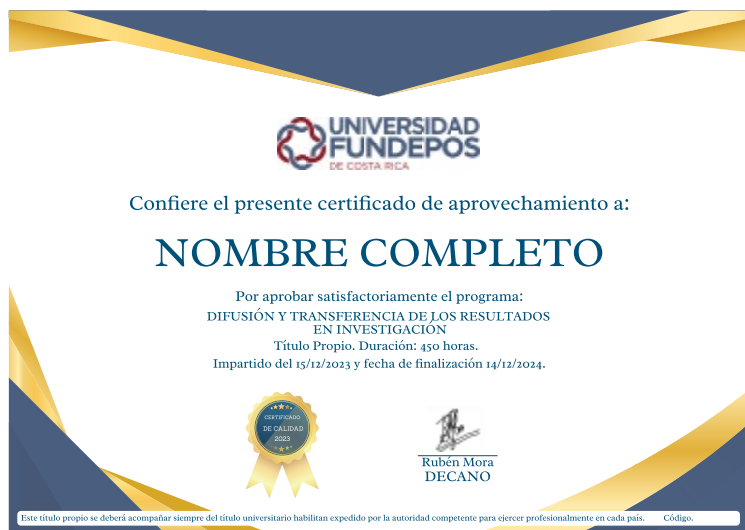 UNIVERSIDAD
FUNDEPOS
DE COSTA RICA
Confiere el presente certificado de aprovechamiento a:
NOMBRE COMPLETO
Por aprobar satisfactoriamente el programa:
DIFUSIÓN Y TRANSFERENCIA DE LOS RESULTADOS
EN INVESTIGACIÓN
Título Propio. Duración: 450 horas.
Impartido del 15/12/2023 y fecha de finalización 14/12/2024.
CERTIFICADO
DE CALIDAD
2023
Rubén Mora
DECANO
Este título propio se deberá acompañar siempre del título universitario habilitan expedido por la autoridad competente para ejercer profesionalmente en cada país. Código.